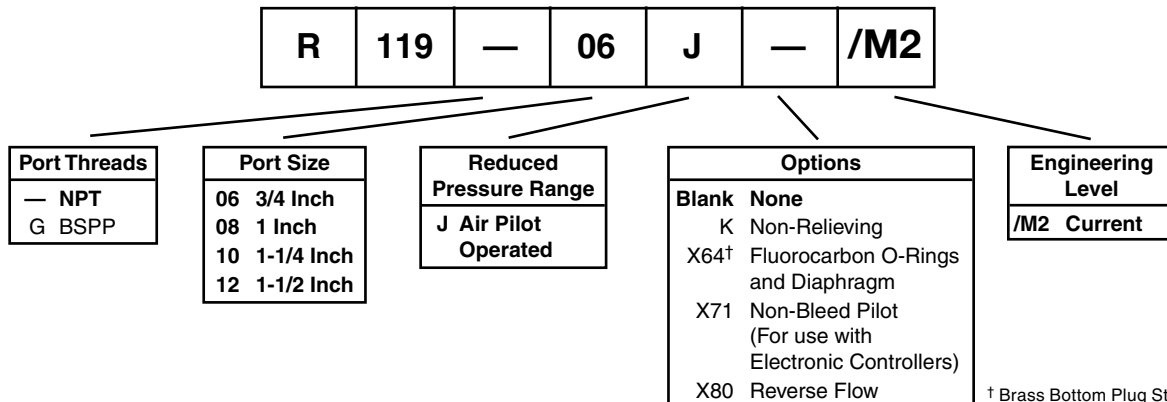 R 119 — 06 J — /M2
Port Threads
— NPT
G BSPP
Port Size
06 3/4 Inch
08 1 Inch
10 1-1/4 Inch
12 1-1/2 Inch
Reduced
Pressure Range
J Air Pilot
Operated
Options
Blank None
K Non-Relieving
X64† Fluorocarbon O-Rings
and Diaphragm
X71 Non-Bleed Pilot
(For use with
Electronic Controllers)
X80 Reverse Flow
Engineering
Level
/M2 Current
† Brass Bottom Plug